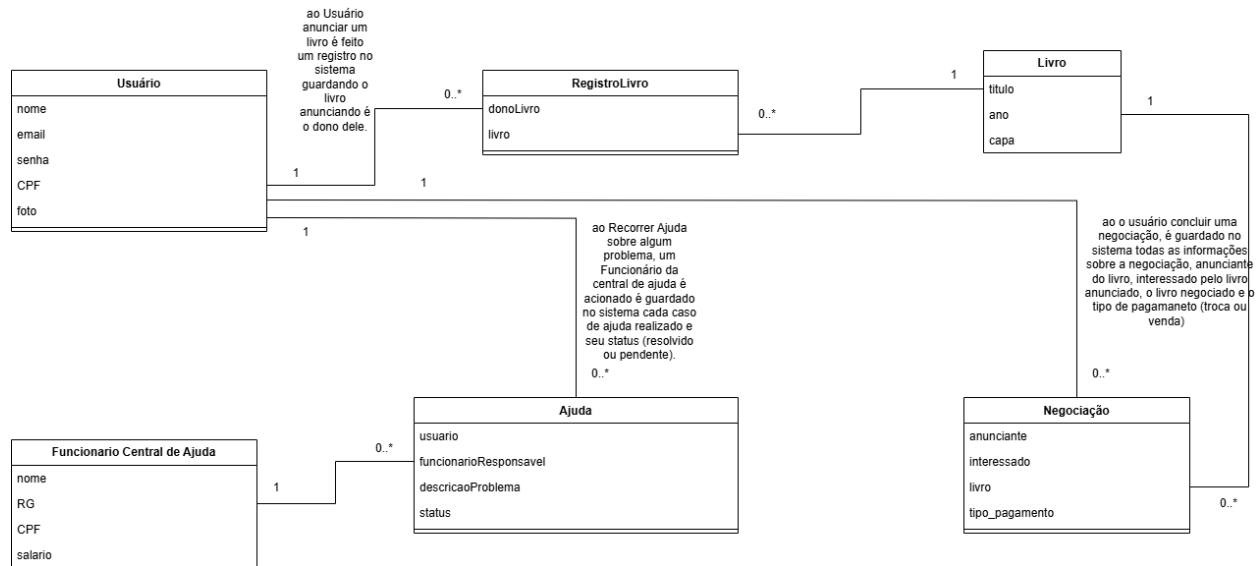 ao Usuário
anunciar um
livro é feito
um registro no
sistema
guardando o
livro
anunciando é
o dono dele.
Usuário
nome
email
senha
CPF
foto
1
0..*
RegistroLivro
donoLivro
livro
0..*
1
Livro
titulo
ano
capa
1
1
1
ao Recorrer Ajuda
sobre algum
problema, um
Funcionário da
central de ajuda é
acionado é guardado
no sistema cada caso
de ajuda realizado e
seu status (resolvido
ou pendente).
0..*
ao o usuário concluir uma
negociação, é guardado no
sistema todas as informações
sobre a negociação, anunciante
do livro, interessado pelo livro
anunciado, o livro negociado e o
tipo de pagamaneto (troca ou
venda)
0..*
Funcionario Central de Ajuda
nome
RG
CPF
salario
1
0..*
Ajuda
usuario
funcionarioResponsavel
descricaoProblema
status
Negociação
anunciante
interessado
livro
tipo_pagamento
0..*